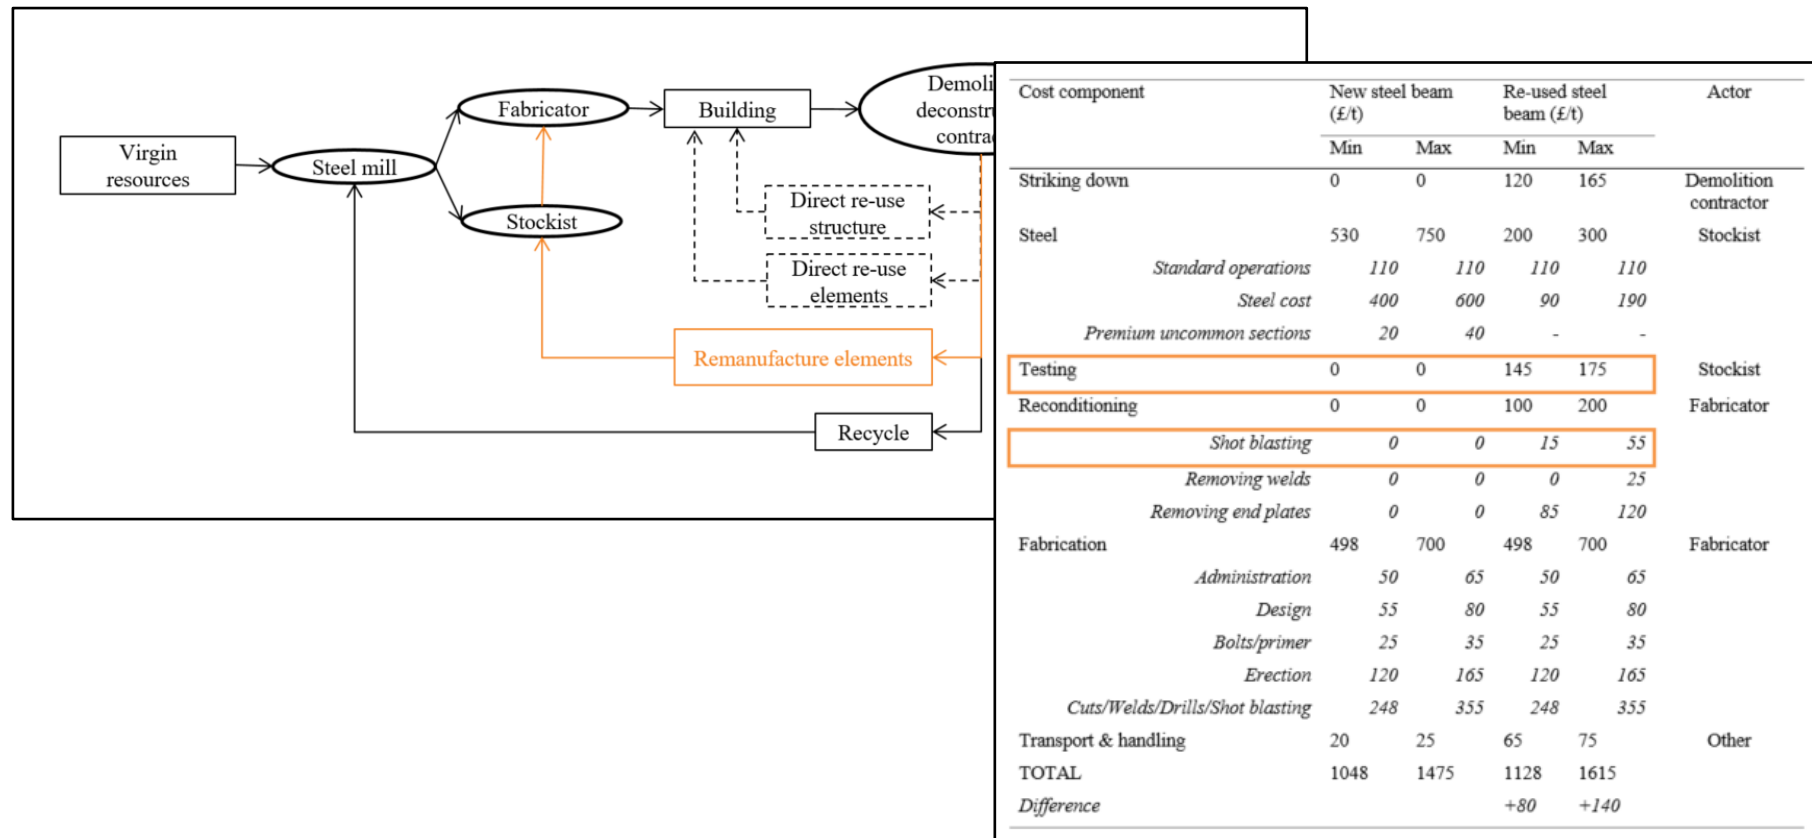 Virgin
resources
Steel mill
Fabricator
Stockist
Building
Direct re-use
structure
Direct re-use
elements
Remanufacture elements
Recycle
Cost component New steel beam (£/t) Re-used steel beam (£/t) Actor
Min Max Min Max
Striking down 0 0 120 165 Demolition contractor
Steel 530 750 200 300 Stockist
Standard operations 110 110 110 110
Steel cost 400 600 90 190
Premium uncommon sections 20 40 - -
Testing 0 0 145 175 Stockist
Reconditioning 0 0 100 200 Fabricator
Shot blasting 0 0 15 55
Removing welds 0 0 0 25
Removing end plates 0 0 85 120
Fabrication 498 700 498 700 Fabricator
Administration 50 65 50 65
Design 55 80 55 80
Bolts/primer 25 35 25 35
Erection 120 165 120 165
Cuts/Welds/Drills/Shot blasting 248 355 248 355
Transport & handling 20 25 65 75 Other
TOTAL 1048 1475 1128 1615
Difference +80 +140